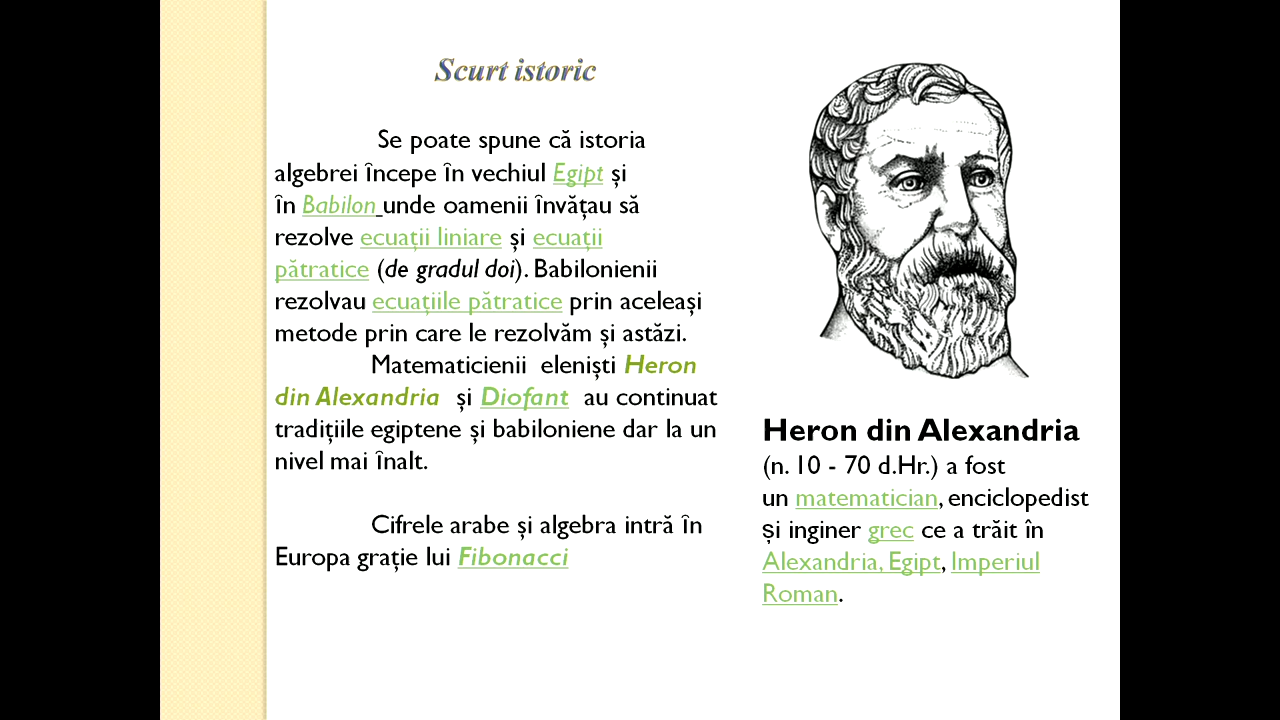 Scurt istoric
Se poate spune că istoria
algebrei începe în vechiul Egipt și
în Babilon unde oamenii învățau să
rezolve ecuații liniare și ecuații
pătratice (de gradul doi). Babilonienii
rezolvau ecuațiile pătratice prin aceleași
metode prin care le rezolvăm și astăzi.
Matematicienii eleniști Heron
din Alexandria și Diofant au continuat
tradițiile egiptene și babiloniene dar la un
nivel mai înalt.
Cifrele arabe și algebra intră în
Europa grație lui Fibonacci
Heron din Alexandria
(n. 10 - 70 d.Hr.) a fost
un matematician, enciclopedist
și inginer grec ce a trăit în
Alexandria, Egipt, Imperiul
Roman.